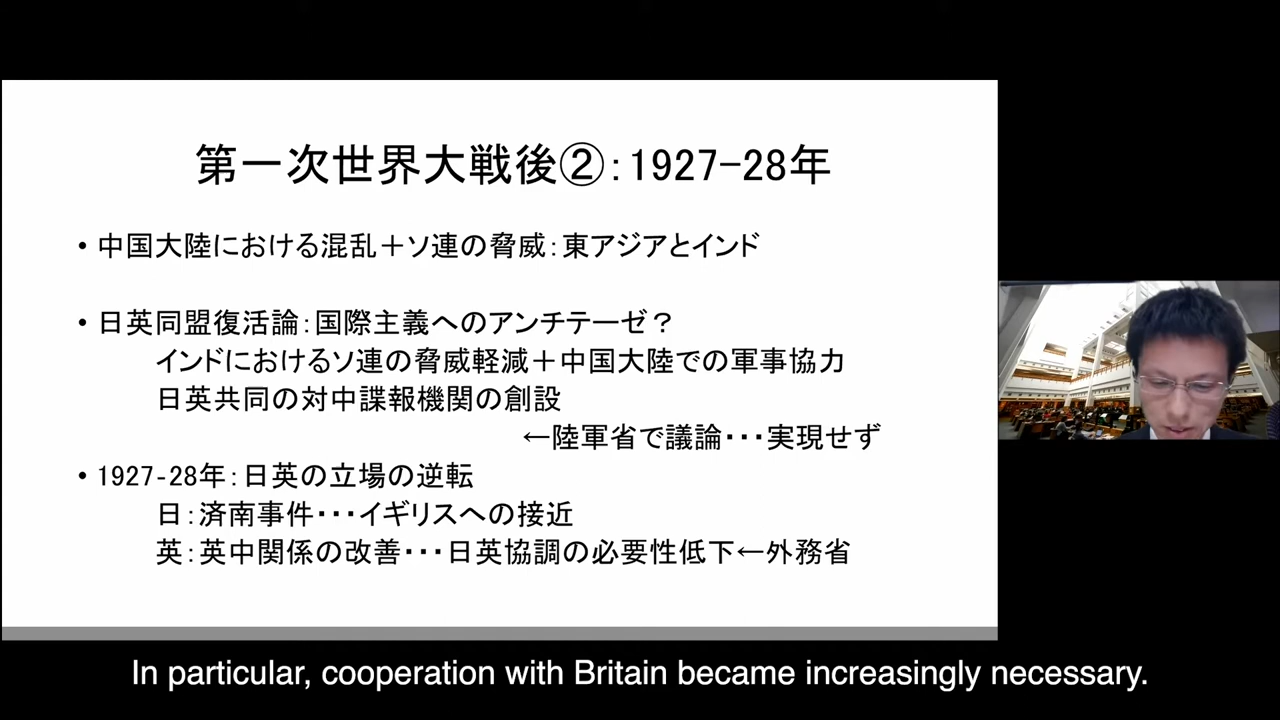 第一次世界大戦後②：1927−28年
• 中国大陸における混乱＋ソ連の脅威：東アジアとインド
• 日英同盟復活論：国際主義へのアンチテーゼ？
インドにおけるソ連の脅威軽減＋中国大陸での軍事協力
日英共同の対中諜報機関の創設
←陸軍省で議論・・・実現せず
• 1927-28年：日英の立場の逆転
日：済南事件・・・イギリスへの接近
英：英中関係の改善・・・日英協調の必要性低下←外務省
In particular, cooperation with Britain became increasingly necessary.